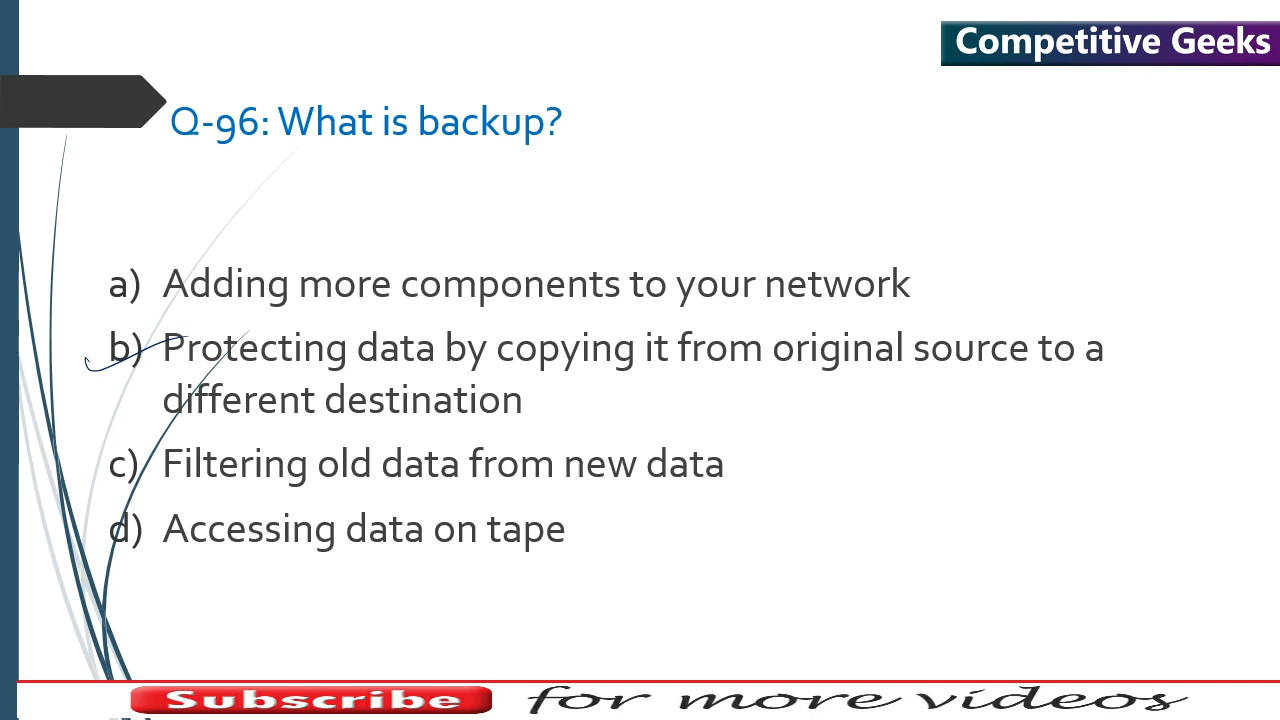 Competitive Geeks
Q-96: What is backup?
a) Adding more components to your network
b) Protecting data by copying it from original source to a
different destination
c) Filtering old data from new data
d) Accessing data on tape
Subscribe for more videos